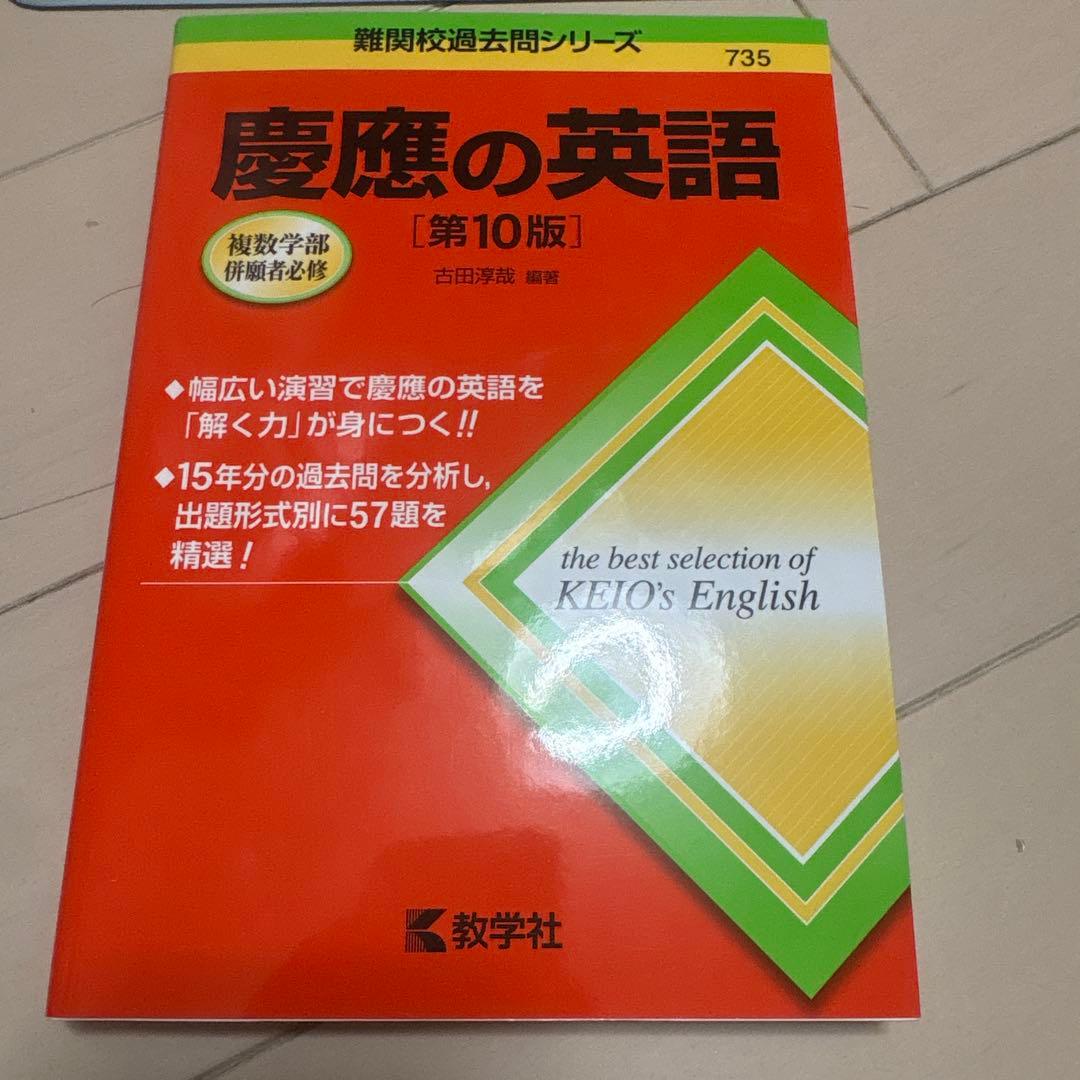 難関校過去問シリーズ
735
慶應の英語
[第10版]
複数学部
併願者必修
古田淳哉 編著
◆幅広い演習で慶應の英語を
「解く力」が身につく!!
◆15年分の過去問を分析し,
出題形式別に57題を
精選!
the best selection of
KEIO's English
教学社